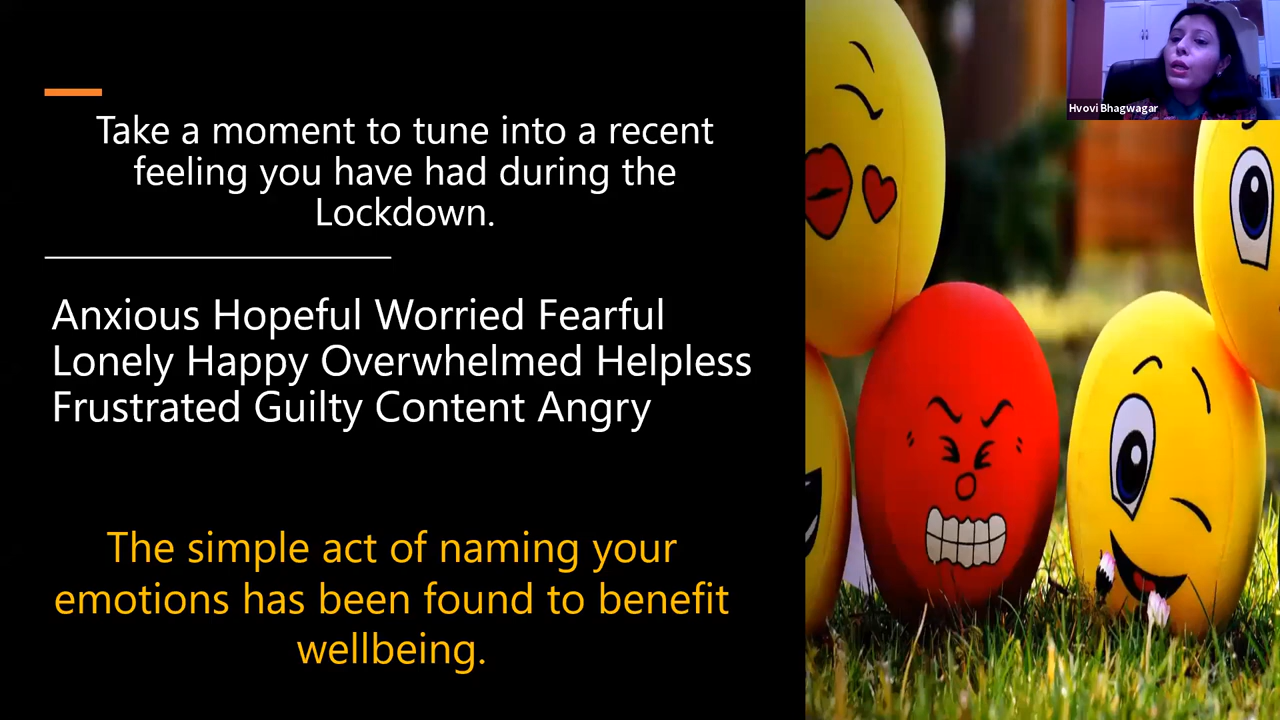 Take a moment to tune into a recent
feeling you have had during the
Lockdown.
Anxious Hopeful Worried Fearful
Lonely Happy Overwhelmed Helpless
Frustrated Guilty Content Angry
The simple act of naming your
emotions has been found to benefit
wellbeing.
Hvovi Bhagwagar